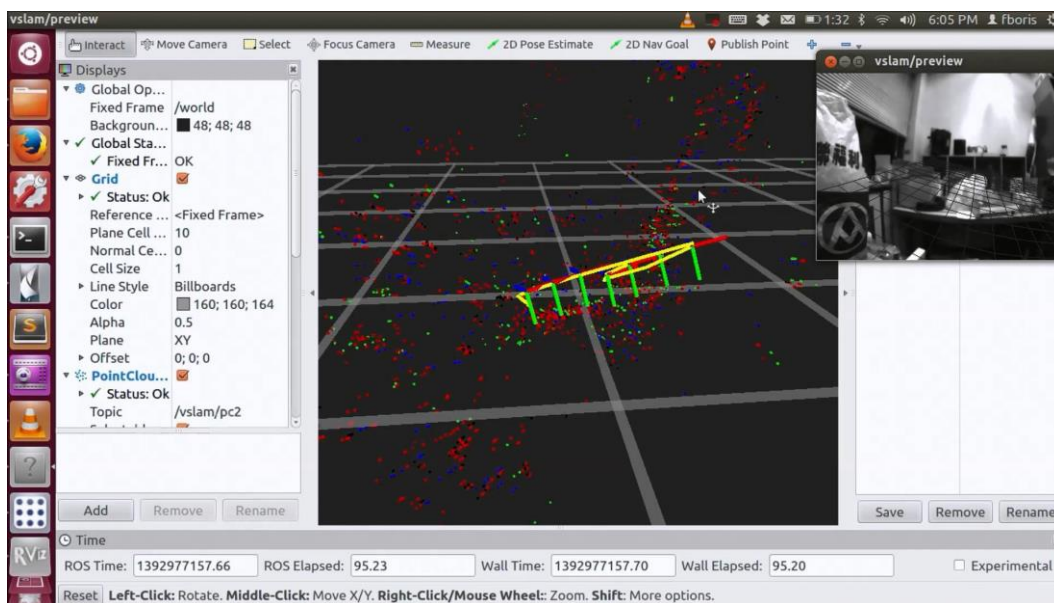 vslam/preview
1:32 6:05 PM fboris
Interact Move Camera Select Focus Camera Measure 2D Pose Estimate 2D Nav Goal Publish Point
vslam/preview
Displays
Global Op...
Fixed Frame /world
Backgroun... 48; 48; 48
Global Sta...
Fixed Fr... OK
Grid
Status: Ok
Reference ... <Fixed Frame>
Plane Cell ... 10
Normal Ce... 0
Cell Size 1
Line Style Billboards
Color 160; 160; 164
Alpha 0.5
Plane XY
Offset 0; 0; 0
PointClou...
Status: Ok
Topic /vslam/pc2
Add Remove Rename
Save Remove Rename
Time
ROS Time: 1392977157.66 ROS Elapsed: 95.23 Wall Time: 1392977157.70 Wall Elapsed: 95.20 Experimental
Reset Left-Click: Rotate. Middle-Click: Move X/Y. Right-Click/Mouse Wheel:: Zoom. Shift: More options.
S
RViz